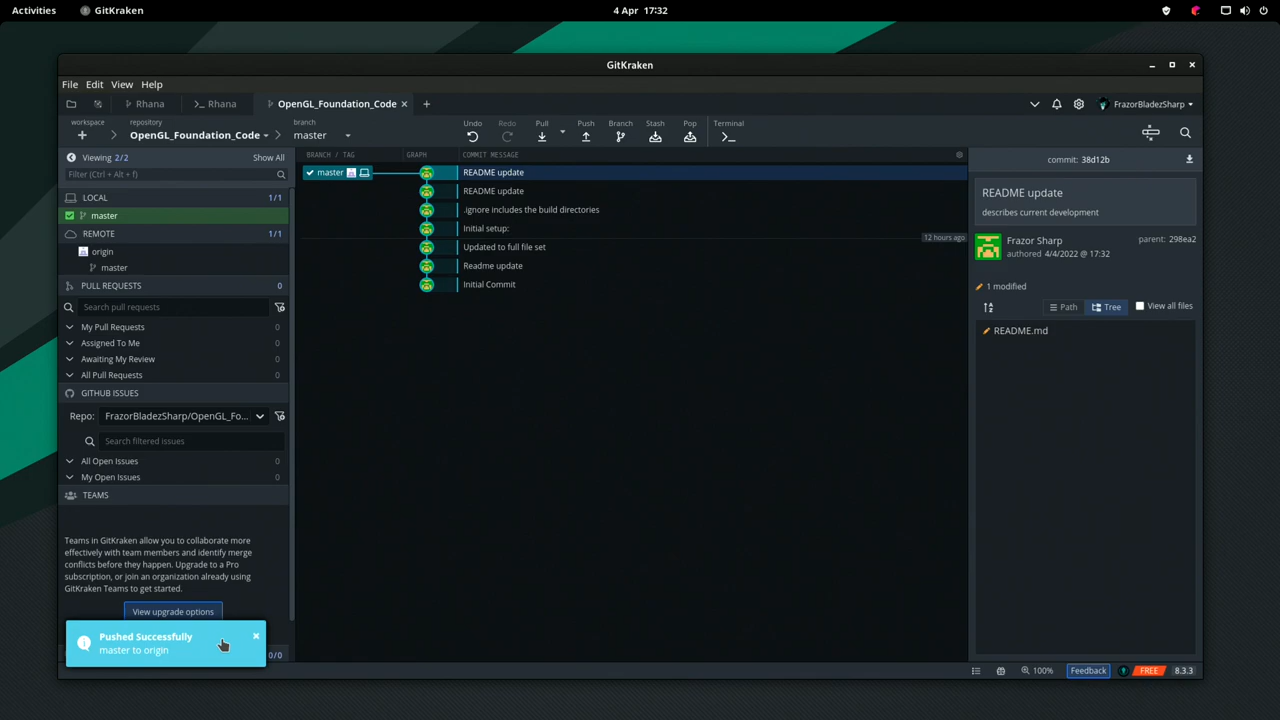 Activities
GitKraken
4 Apr 17:32
GitKraken
File Edit View Help
Rhana
Rhana
OpenGL_Foundation_Code
FrazorBladezSharp
workspace
repository
OpenGL_Foundation_Code
branch
master
Undo
Redo
Pull
Push
Branch
Stash
Pop
Terminal
Viewing 2/2
Show All
Filter (Ctrl + Alt + f)
LOCAL 1/1
master
REMOTE 1/1
origin
master
PULL REQUESTS 0
Search pull requests
My Pull Requests 0
Assigned To Me 0
Awaiting My Review 0
All Pull Requests 0
GITHUB ISSUES
Repo: FrazorBladezSharp/OpenGL_Fo...
Search filtered issues
All Open Issues 0
My Open Issues 0
TEAMS
Teams in GitKraken allow you to collaborate more
effectively with team members and identify merge
conflicts before they happen. Upgrade to a Pro
subscription, or join an organization already using
GitKraken Teams to get started.
View upgrade options
Pushed Successfully
master to origin
0/0
BRANCH / TAG
GRAPH
COMMIT MESSAGE
master
README update
README update
.ignore includes the build directories
Initial setup:
12 hours ago
Updated to full file set
Readme update
Initial Commit
commit: 38d12b
README update
describes current development
Frazor Sharp
authored 4/4/2022 @ 17:32
parent: 298ea2
1 modified
Path
Tree
View all files
README.md
100%
Feedback
FREE
8.3.3